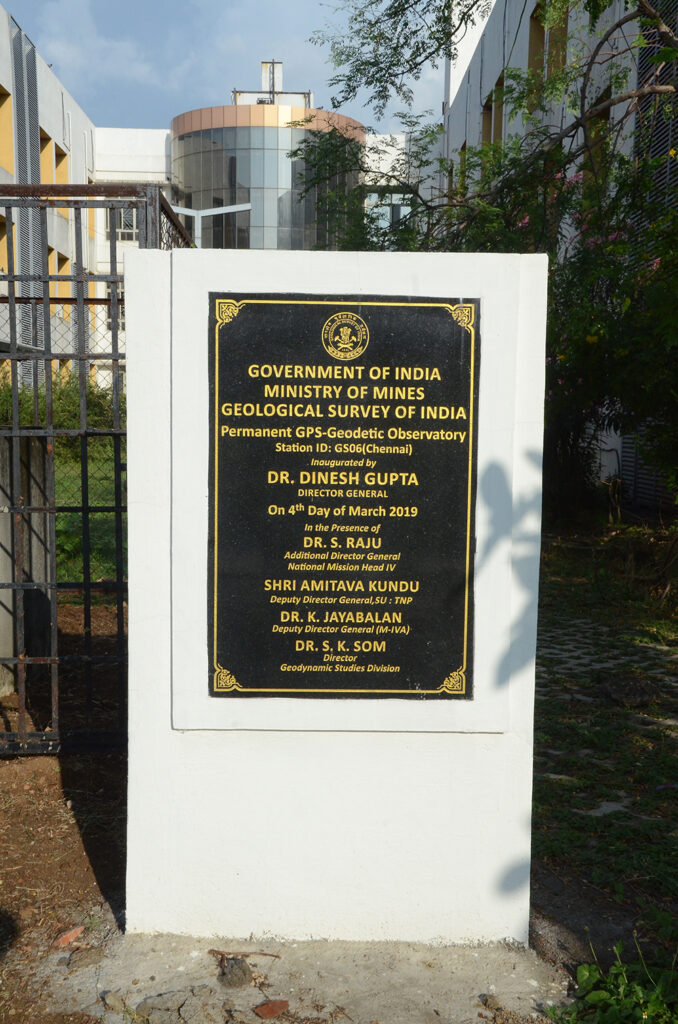 GOVERNMENT OF INDIA
MINISTRY OF MINES
GEOLOGICAL SURVEY OF INDIA
Permanent GPS-Geodetic Observatory
Station ID: GS06(Chennai)
Inaugurated by
DR. DINESH GUPTA
DIRECTOR GENERAL
On 4th Day of March 2019
In the Presence of
DR. S. RAJU
Additional Director General
National Mission Head IV
SHRI AMITAVA KUNDU
Deputy Director General,SU : TNP
DR. K. JAYABALAN
Deputy Director General (M-IVA)
DR. S. K. SOM
Director
Geodynamic Studies Division